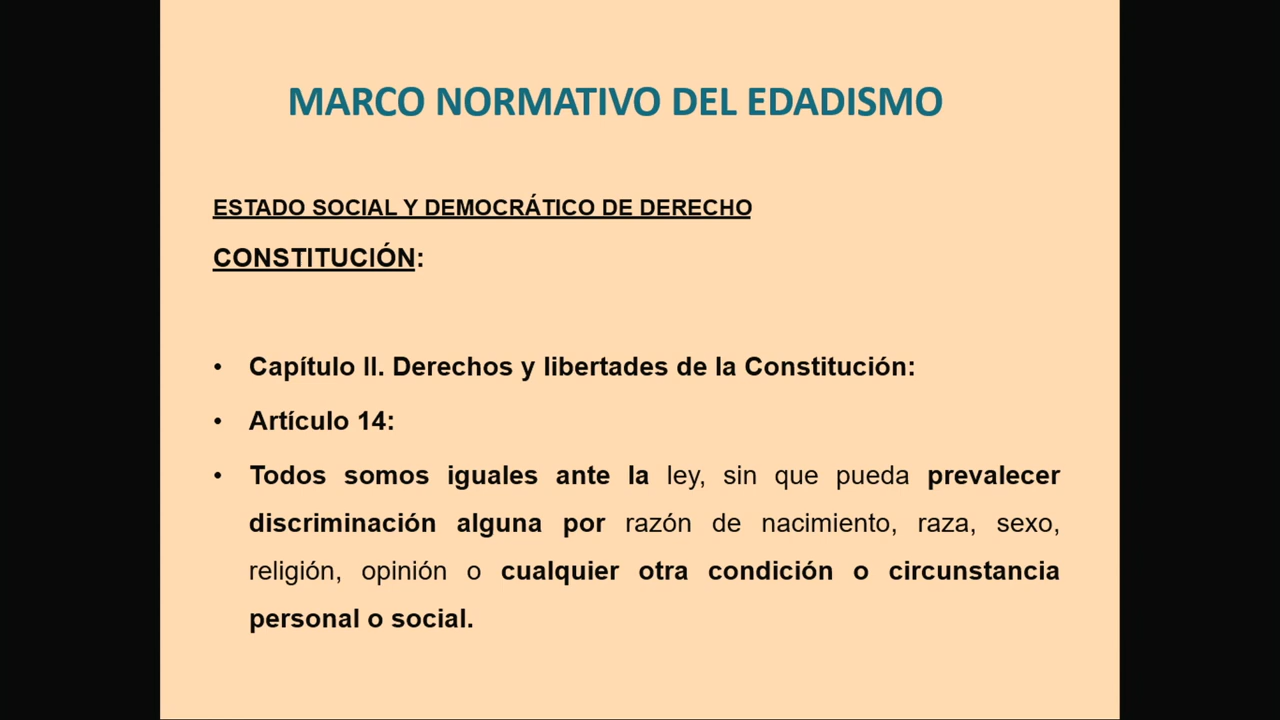 MARCO NORMATIVO DEL EDADISMO
ESTADO SOCIAL Y DEMOCRÁTICO DE DERECHO
CONSTITUCIÓN:
• Capítulo II. Derechos y libertades de la Constitución:
• Artículo 14:
• Todos somos iguales ante la ley, sin que pueda prevalecer
discriminación alguna por razón de nacimiento, raza, sexo,
religión, opinión o cualquier otra condición o circunstancia
personal o social.